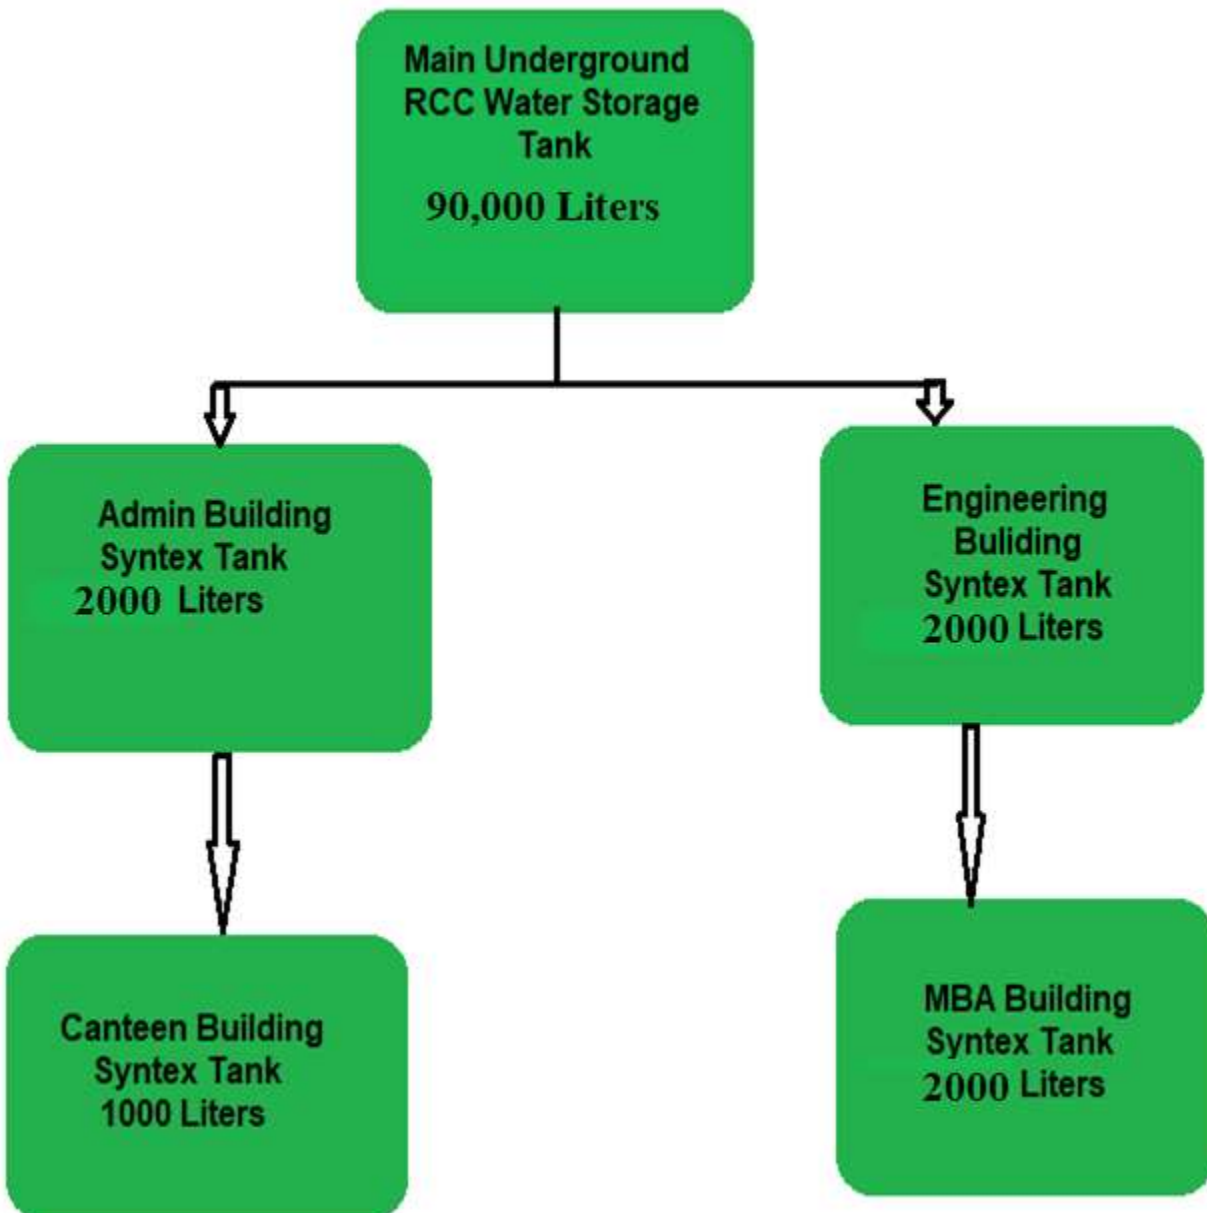 Main Underground
RCC Water Storage
Tank
90,000 Liters
Admin Building
Syntex Tank
2000 Liters
Engineering
Buliding
Syntex Tank
2000 Liters
Canteen Building
Syntex Tank
1000 Liters
MBA Building
Syntex Tank
2000 Liters